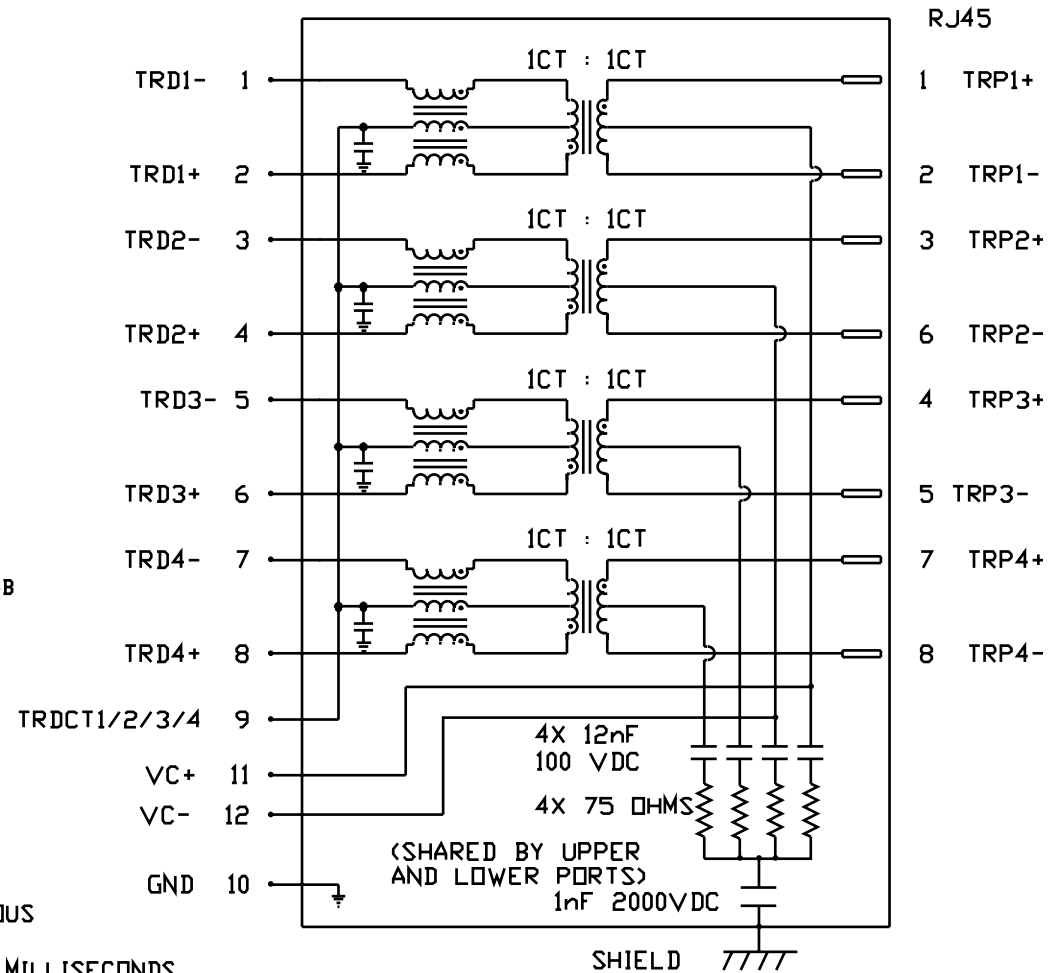 RJ45
1CT : 1CT
TRD1- 1
1 TRP1+
TRD1+ 2
2 TRP1-
1CT : 1CT
TRD2- 3
3 TRP2+
TRD2+ 4
6 TRP2-
1CT : 1CT
TRD3- 5
4 TRP3+
TRD3+ 6
5 TRP3-
1CT : 1CT
TRD4- 7
7 TRP4+
B
TRD4+ 8
8 TRP4-
TRDCT1/2/3/4 9
4X 12nF
100 VDC
VC+ 11
4X 75 OHMS
VC- 12
(SHARED BY UPPER
AND LOWER PORTS)
GND 10
1nF 2000VDC
OUS
SHIELD
MILLISECONDS